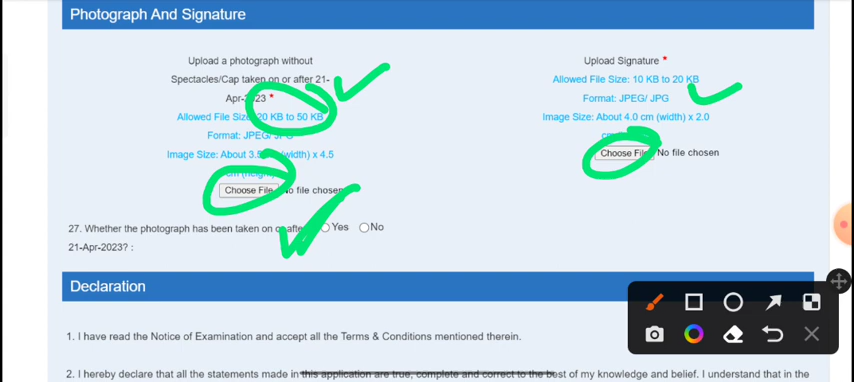 Photograph And Signature
Upload a photograph without
Spectacles/Cap taken on or after 21-
Apr-2023 *
Allowed File Size: 20 KB to 50 KB
Format: JPEG/ JPG
Image Size: About 3.5 (width) x 4.5
cm (height)
Choose File No file chosen
Upload Signature *
Allowed File Size: 10 KB to 20 KB
Format: JPEG/ JPG
Image Size: About 4.0 cm (width) x 2.0
Choose File No file chosen
27. Whether the photograph has been taken on or after
21-Apr-2023? :
Yes No
Declaration
1. I have read the Notice of Examination and accept all the Terms & Conditions mentioned therein.
2. I hereby declare that all the statements made in this application are true, complete and correct to the best of my knowledge and belief. I understand that in the